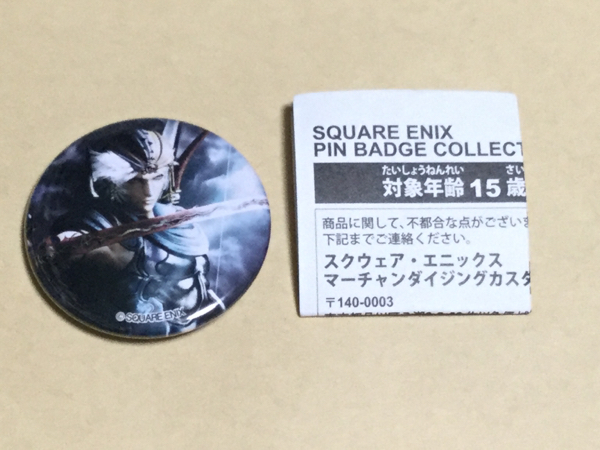 © SQUARE ENIX
SQUARE ENIX
PIN BADGE COLLECT
たいしょうねんれい さい
対象年齢 15 歳
商品に関して、不都合な点がござい
下記までご連絡ください。
スクウェア・エニックス
マーチャンダイジングカスタ
〒140-0003